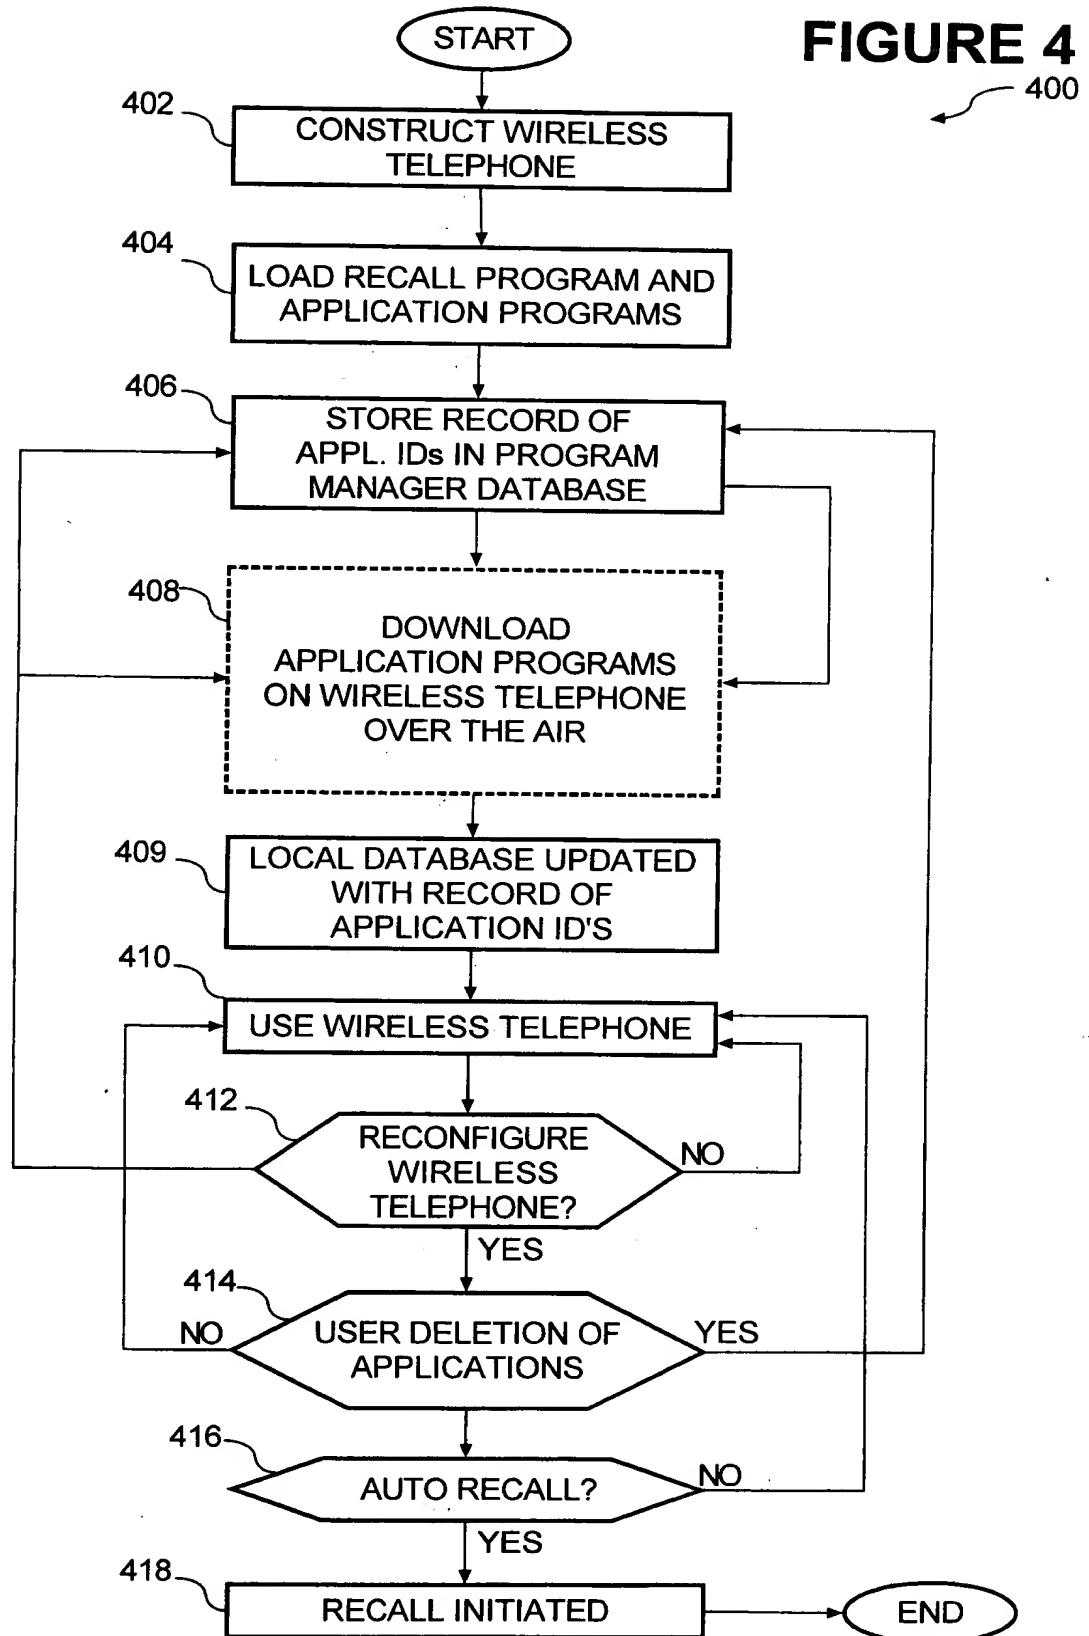 START
FIGURE 4
400
402
CONSTRUCT WIRELESS
TELEPHONE
404
LOAD RECALL PROGRAM AND
APPLICATION PROGRAMS
406
STORE RECORD OF
APPL. IDs IN PROGRAM
MANAGER DATABASE
408
DOWNLOAD
APPLICATION PROGRAMS
ON WIRELESS TELEPHONE
OVER THE AIR
409
LOCAL DATABASE UPDATED
WITH RECORD OF
APPLICATION ID'S
410
USE WIRELESS TELEPHONE
412
RECONFIGURE
WIRELESS
TELEPHONE?
NO
YES
414
NO
USER DELETION OF
APPLICATIONS
YES
416
AUTO RECALL?
NO
YES
418
RECALL INITIATED
END